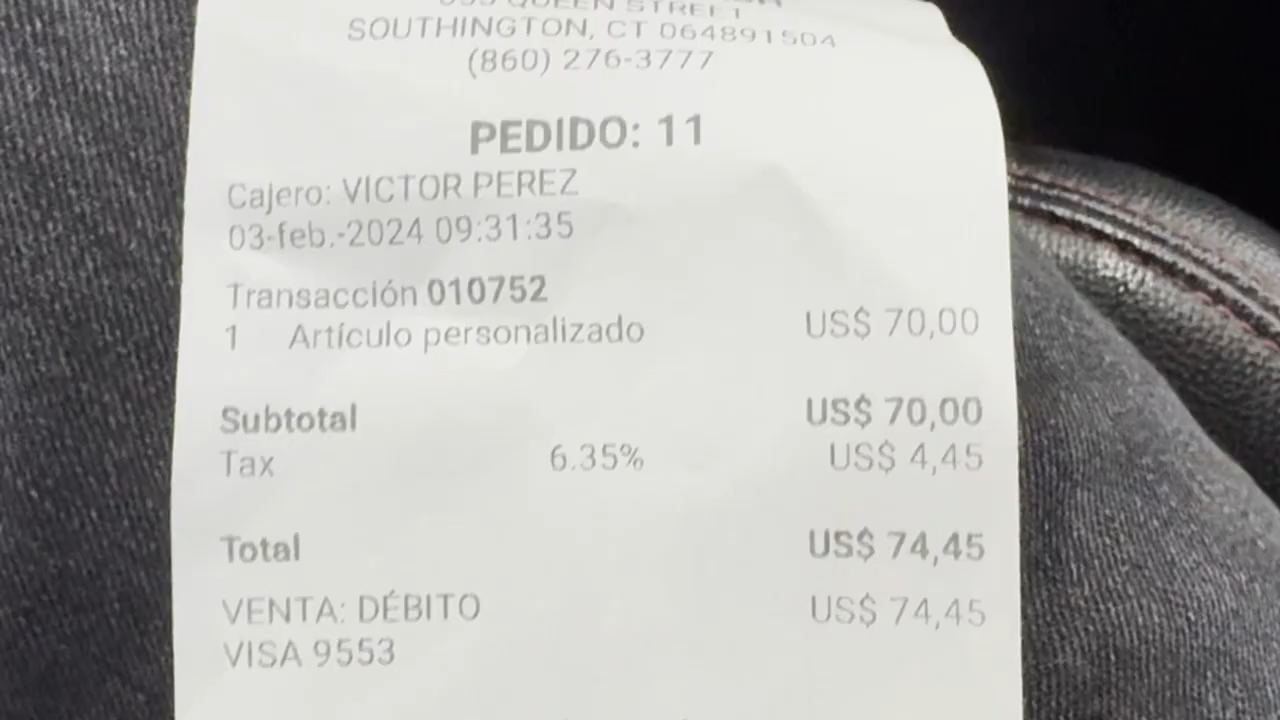 QUEEN STREET
SOUTHINGTON, CT 064891504
(860) 276-3777
PEDIDO: 11
Cajero: VICTOR PEREZ
03-feb.-2024 09:31:35
Transacción 010752
1 Artículo personalizado US$ 70,00
Subtotal US$ 70,00
Tax 6.35% US$ 4,45
Total US$ 74,45
VENTA: DÉBITO US$ 74,45
VISA 9553